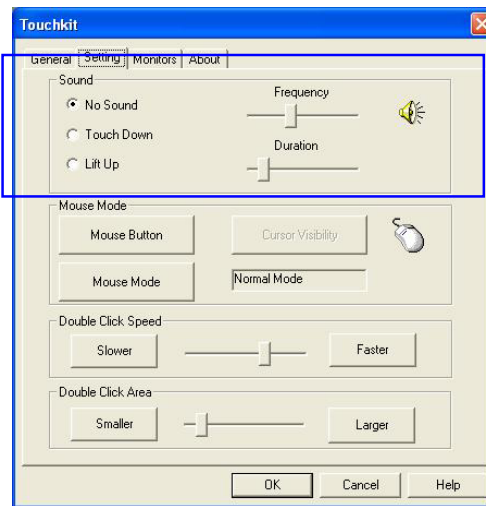 Touchkit
General Setting Monitors About
Sound
No Sound
Touch Down
Lift Up
Frequency
Duration
Mouse Mode
Mouse Button
Cursor Visibility
Mouse Mode
Normal Mode
Double Click Speed
Slower
Faster
Double Click Area
Smaller
Larger
OK Cancel Help